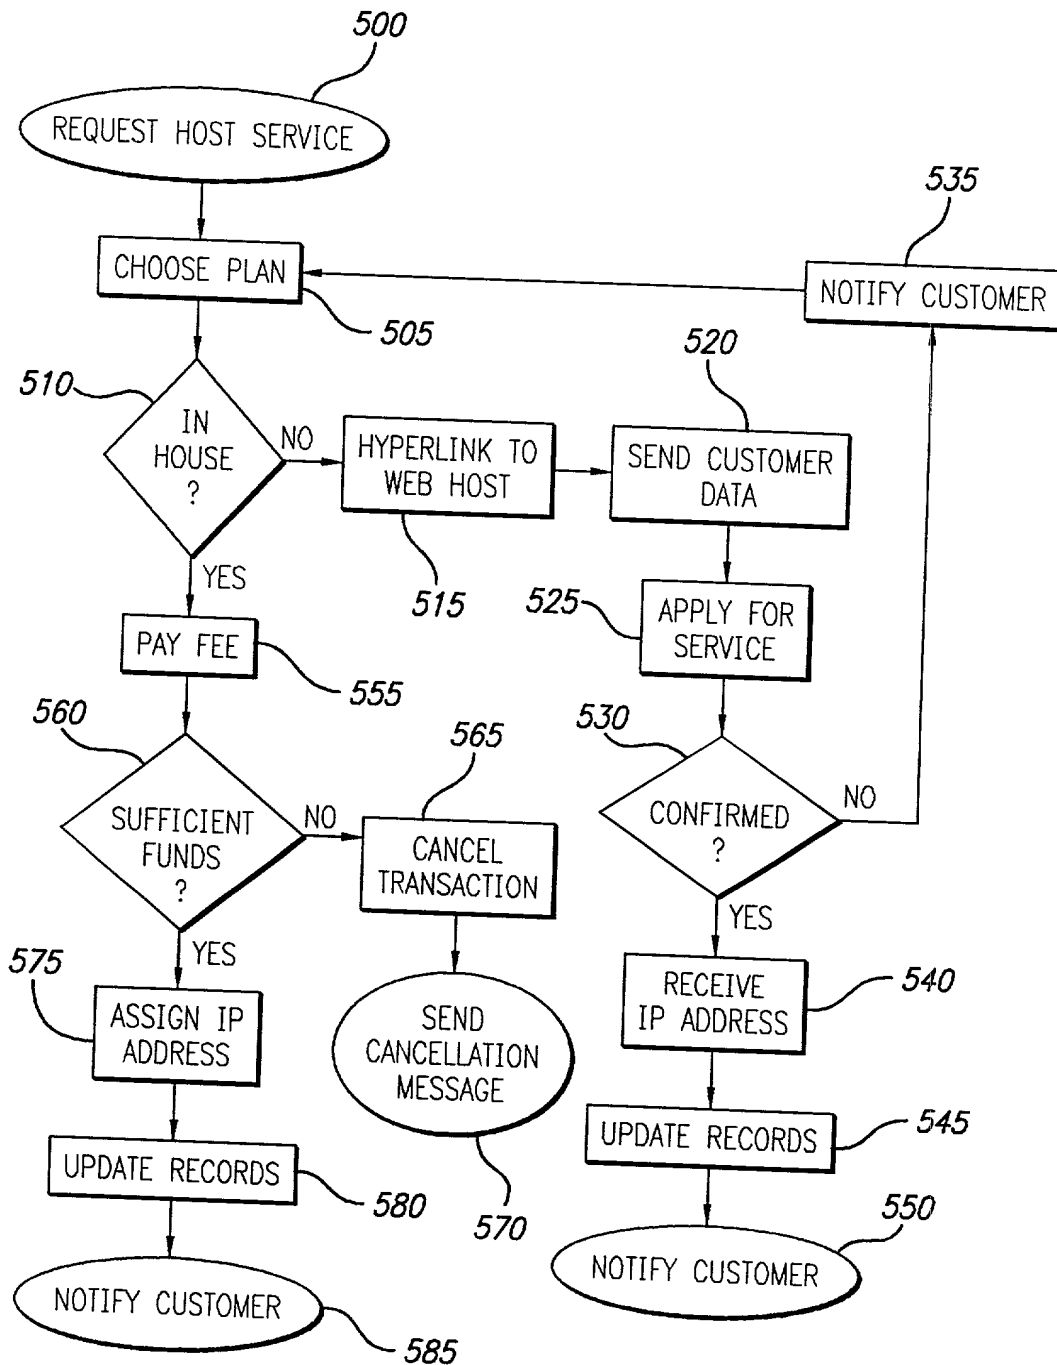 500
REQUEST HOST SERVICE
535
CHOOSE PLAN
NOTIFY CUSTOMER
505
520
510
IN
HOUSE
?
NO
HYPERLINK TO
WEB HOST
SEND CUSTOMER
DATA
YES
515
525
APPLY FOR
SERVICE
PAY FEE
555
560
565
530
SUFFICIENT
FUNDS
?
NO
CANCEL
TRANSACTION
CONFIRMED
?
NO
YES
YES
575
ASSIGN IP
ADDRESS
SEND
CANCELLATION
MESSAGE
RECEIVE
IP ADDRESS
540
UPDATE RECORDS
545
UPDATE RECORDS
580
570
550
NOTIFY CUSTOMER
NOTIFY CUSTOMER
585